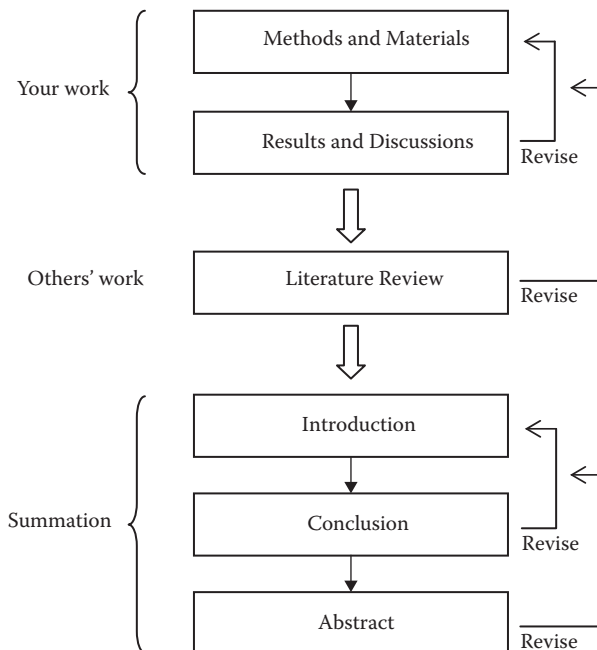 Methods and Materials
Your work
Results and Discussions
Revise
Others’ work
Literature Review
Revise
Introduction
Summation
Conclusion
Revise
Abstract
Revise